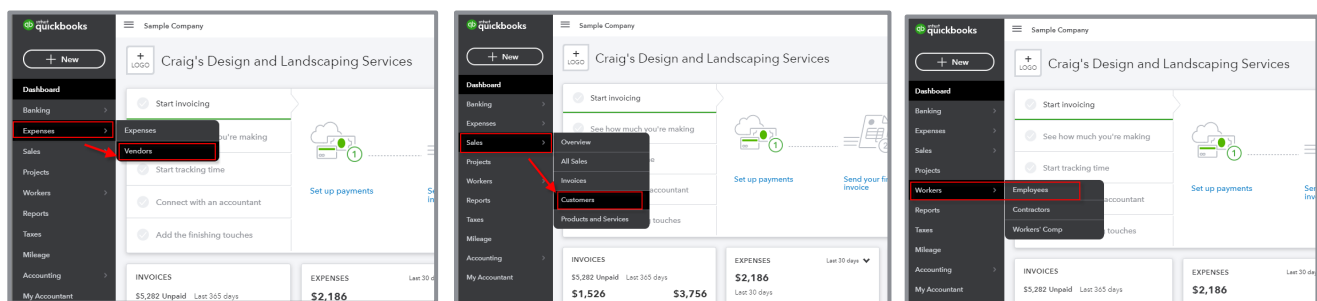 intuit
quickbooks
Sample Company
+ New
+
LOGO
Craig's Design and Landscaping Services
Dashboard
Banking
Expenses
Sales
Projects
Workers
Reports
Taxes
Mileage
Accounting
My Accountant
Expenses
Vendors
Start invoicing
you're making
Start tracking time
Connect with an accountant
Add the finishing touches
1
Set up payments
INVOICES
$5,282 Unpaid Last 365 days
EXPENSES
Last 30 d
$2,186
intuit
quickbooks
Sample Company
+ New
+
LOGO
Craig's Design and Landscaping Services
Dashboard
Banking
Expenses
Sales
Projects
Workers
Reports
Taxes
Mileage
Accounting
My Accountant
Overview
All Sales
Invoices
Customers
Products and Services
Start invoicing
See how much you're making
accountant
touches
1
2
Set up payments
Send your fi
invoice
INVOICES
$5,282 Unpaid Last 365 days
$1,526
$3,756
EXPENSES
Last 30 days
$2,186
Last 30 days
intuit
quickbooks
Sample Company
+ New
+
LOGO
Craig's Design and Landscaping Services
Dashboard
Banking
Expenses
Sales
Projects
Workers
Reports
Taxes
Mileage
Accounting
My Accountant
Employees
Contractors
Workers' Comp
Start invoicing
See how much you're making
Start tracking time
accountant
touches
1
Set up payments
INVOICES
$5,282 Unpaid Last 365 days
EXPENSES
Last 30 da
$2,186